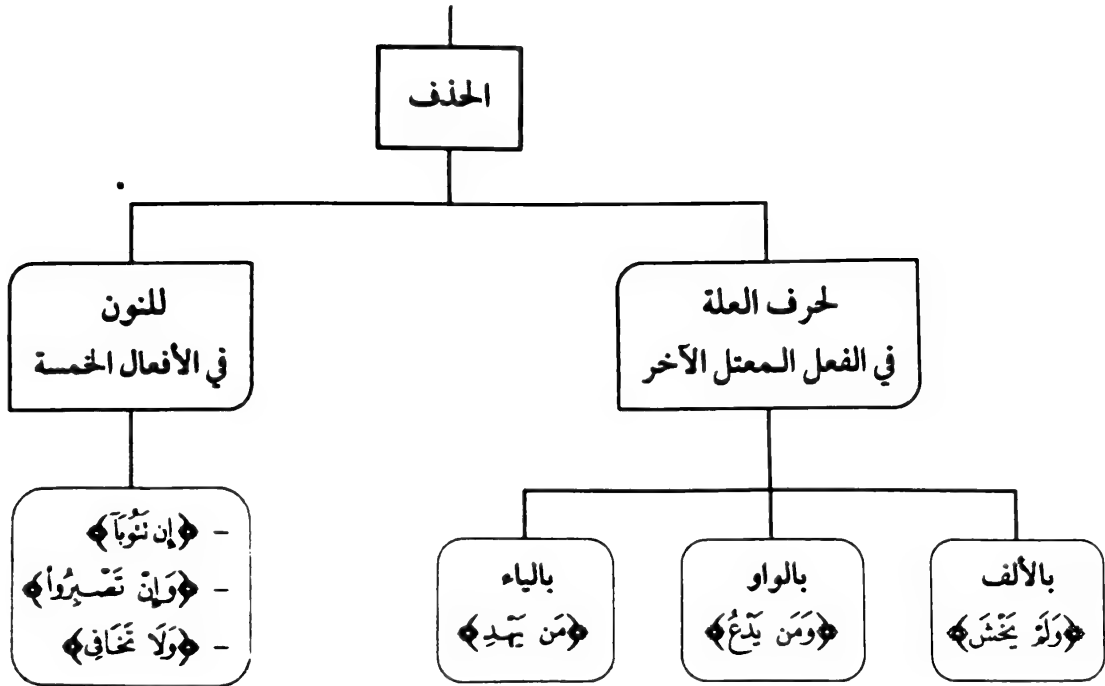 الحذف
لحرف العلة
في الفعل المعتل الآخر
للنون
في الأفعال الخمسة
بالألف
﴿وَلَمْ يَخْشَ﴾
بالواو
﴿وَمَن يَدْعُ﴾
بالياء
﴿مَن يَهْدِ﴾
- ﴿إِن تَتُوبَآ﴾
- ﴿وَإِنْ تَصْبِرُوا۟﴾
- ﴿وَلَا تَخَافِى﴾